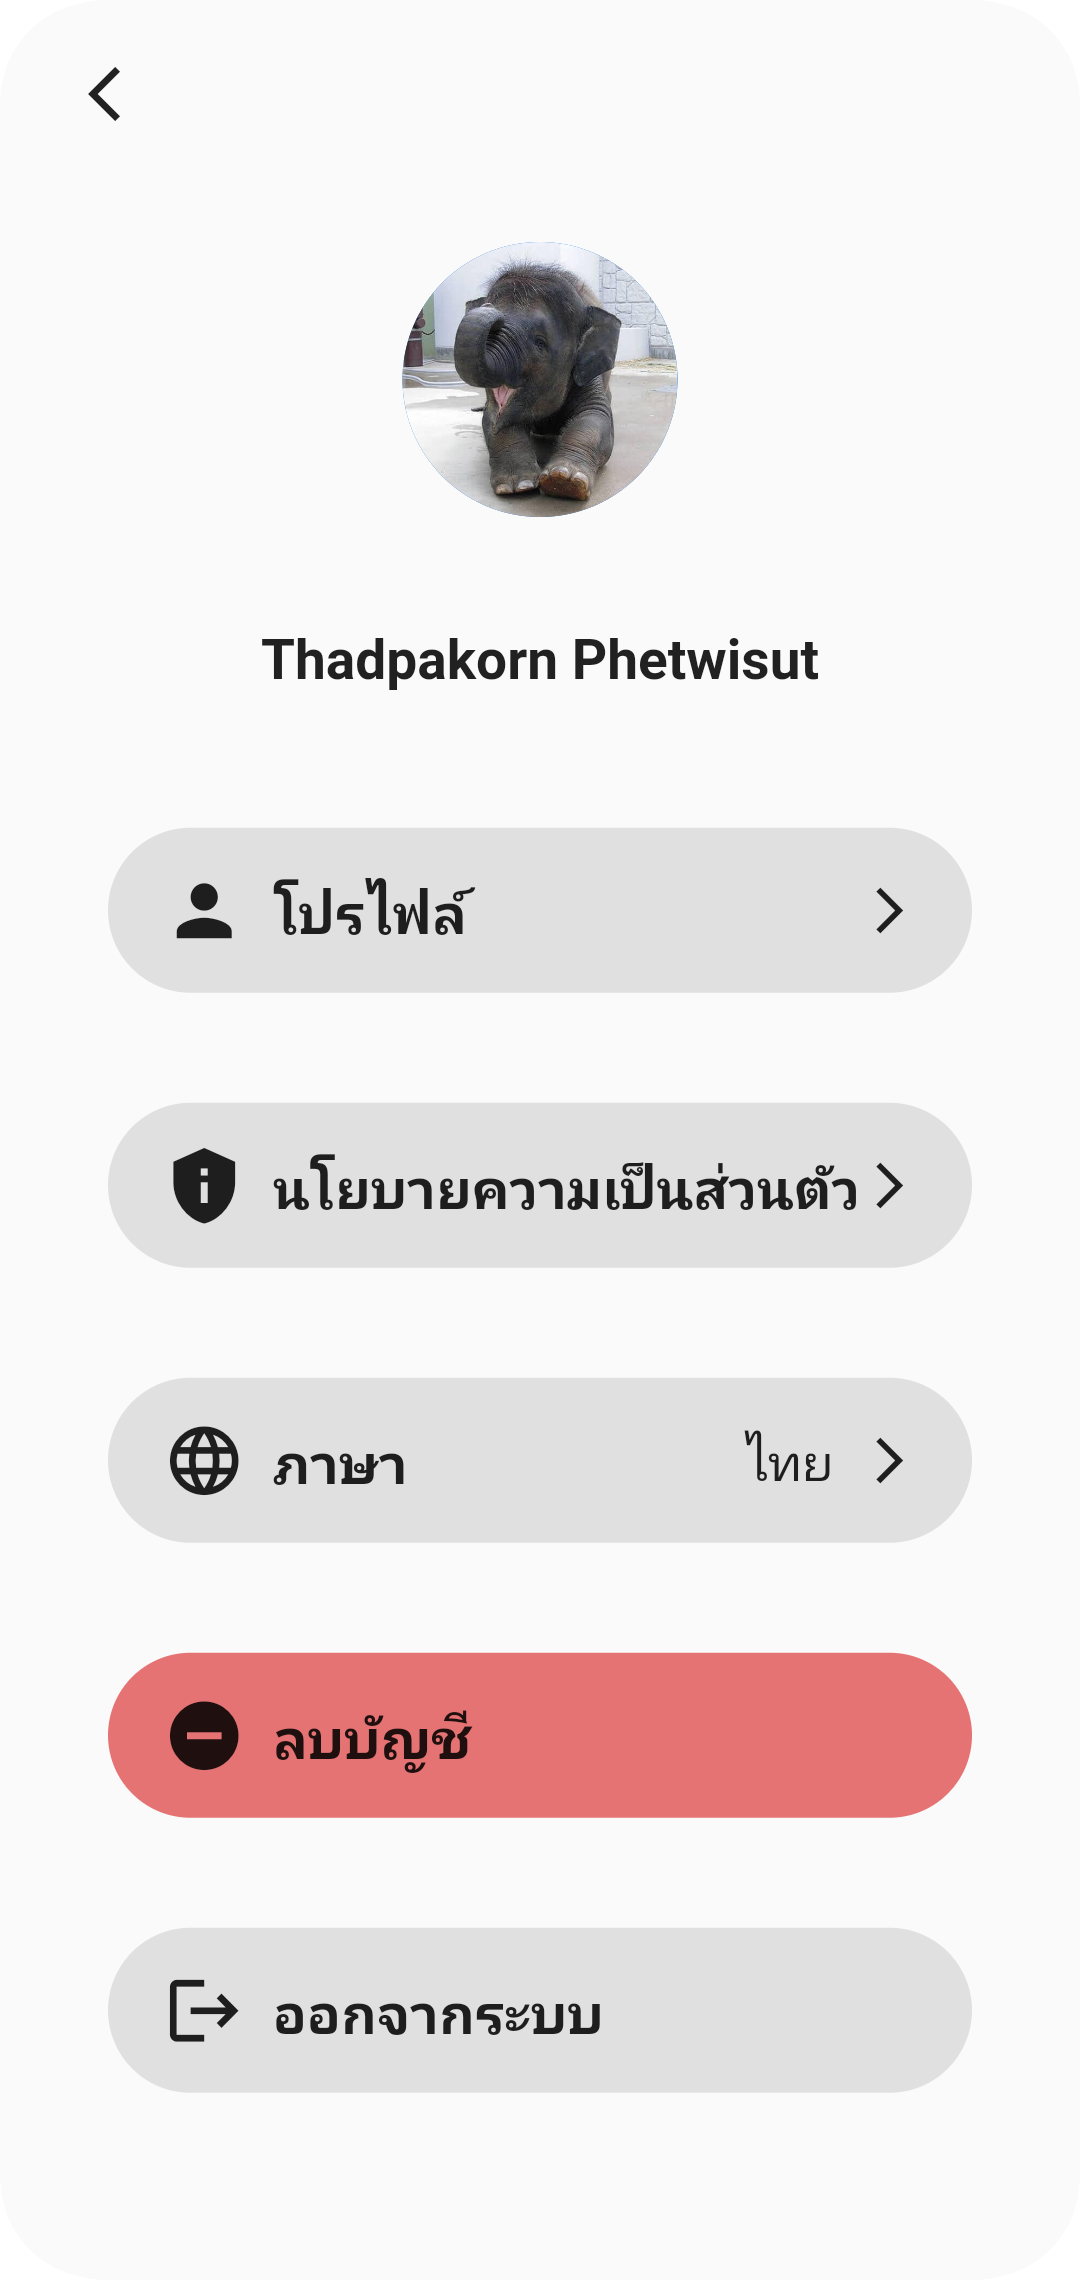 Thadpakorn Phetwisut
โปรไฟล์
นโยบายความเป็นส่วนตัว
ภาษา ไทย
ลบบัญชี
ออกจากระบบ